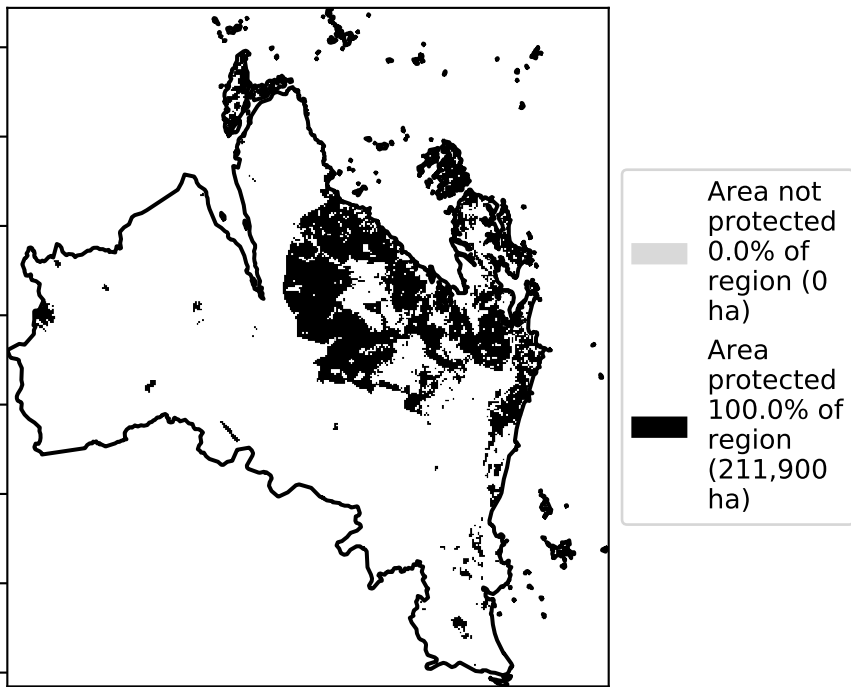 Area not
protected
0.0% of
region (0
ha)
Area
protected
100.0% of
region
(211,900
ha)